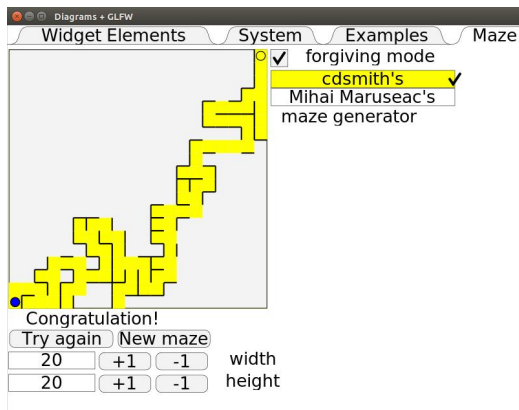 Diagrams + GLFW
Widget Elements System Examples Maze
forgiving mode
cdsmith's
Mihai Maruseac's
maze generator
Congratulation!
Try again New maze
20 +1 -1 width
20 +1 -1 height